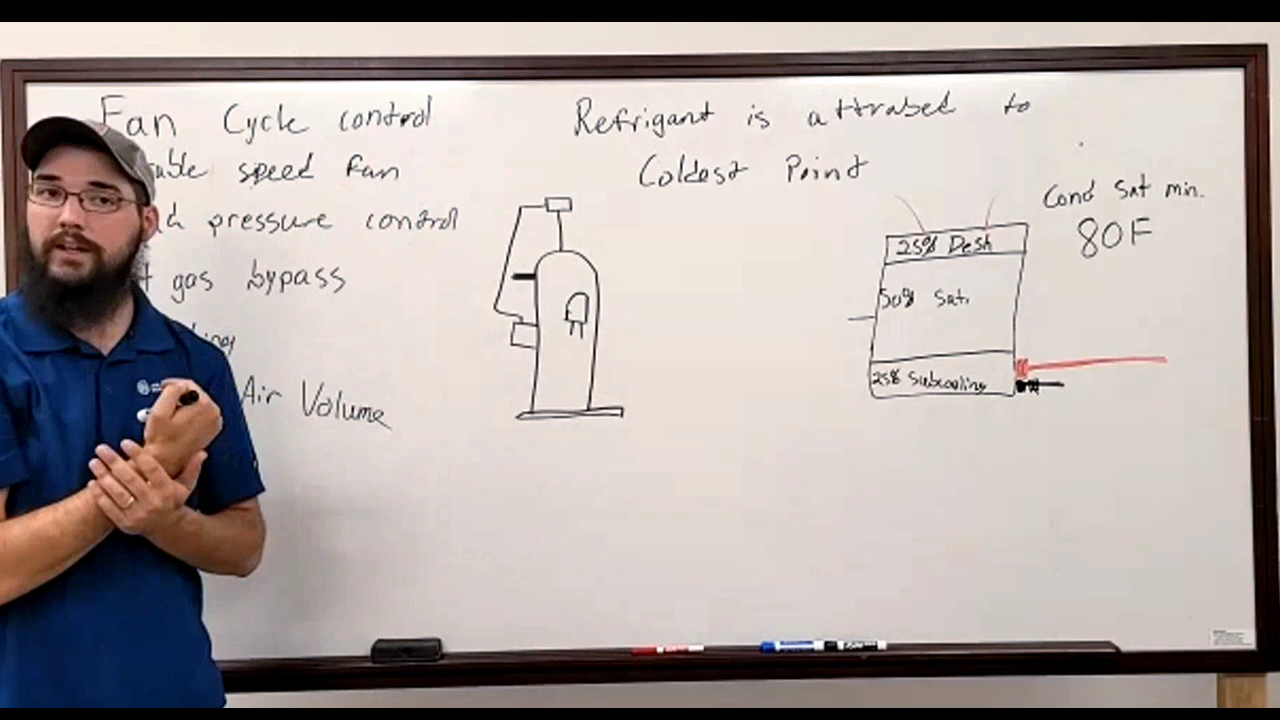 Fan Cycle control
able speed fan
pressure control
gas bypass
Air Volume
Refrigant is attrabed to
Coldest Point
25% Desh
50% Sat.
25% Subcooling
Cond Sat min.
80F